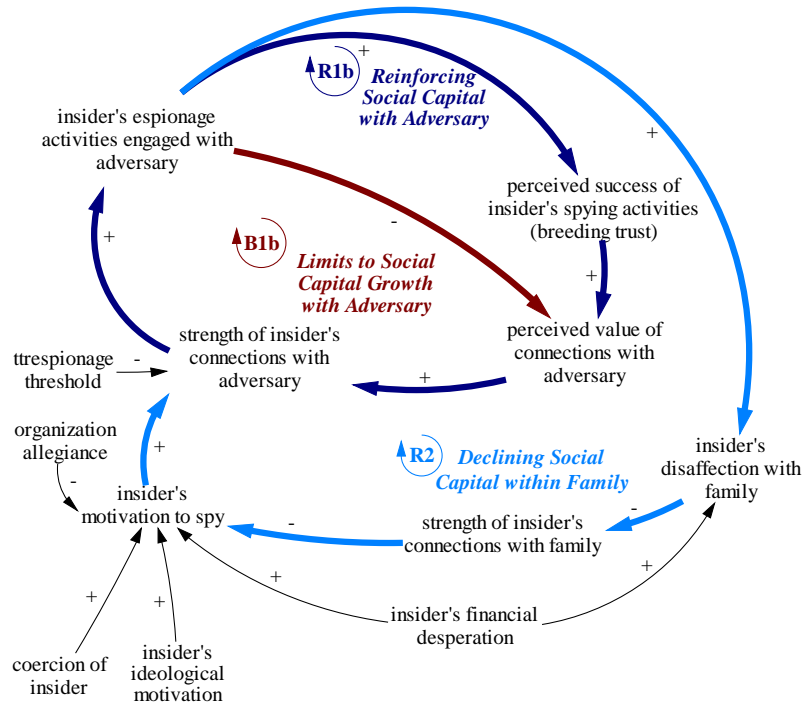 +
R1b
Reinforcing
Social Capital
with Adversary
insider's espionage
activities engaged with
adversary
+
perceived success of
insider's spying activities
(breeding trust)
-
+
B1b
Limits to Social
Capital Growth
with Adversary
+
strength of insider's
connections with
adversary
perceived value of
connections with
adversary
ttrespionage
threshold
-
+
organization
allegiance
-
+
R2
Declining Social
Capital within Family
insider's
disaffection with
family
insider's
motivation to spy
-
strength of insider's
connections with family
-
+
+
insider's financial
desperation
+
+
coercion of
insider
insider's
ideological
motivation